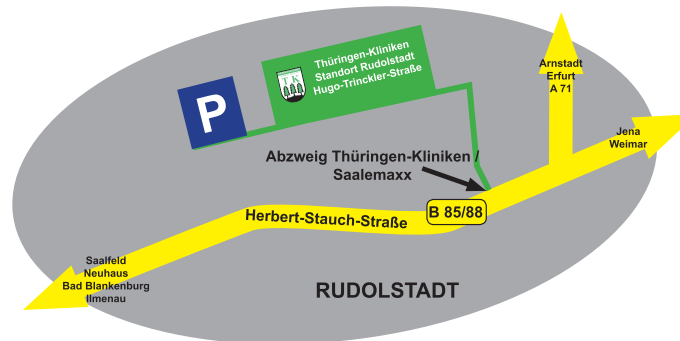 Thüringen-Kliniken
Standort Rudolstadt
Hugo-Trinckler-Straße
TK
P
Arnstadt
Erfurt
A 71
Jena
Weimar
Abzweig Thüringen-Kliniken /
Saalemaxx
B 85/88
Herbert-Stauch-Straße
Saalfeld
Neuhaus
Bad Blankenburg
Ilmenau
RUDOLSTADT